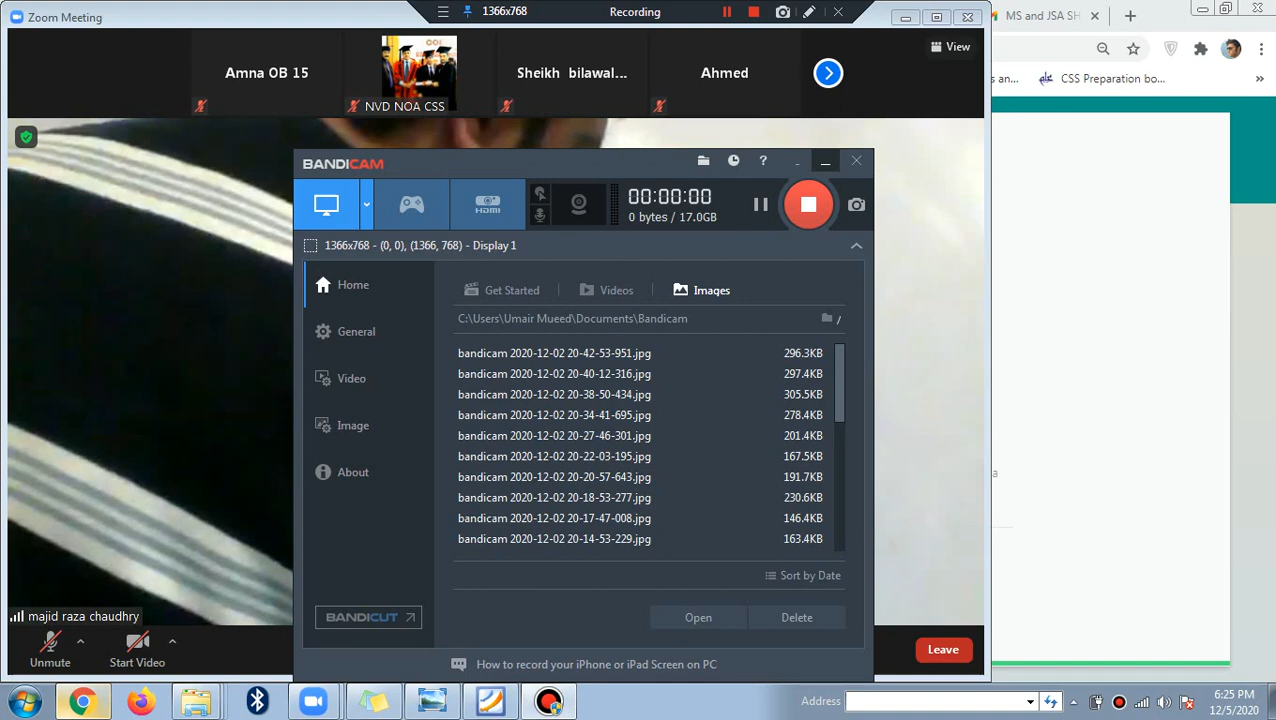 Zoom Meeting
1366x768
Recording
MS and JSA SH
Amna OB 15
NVD NOA CSS
Sheikh bilawal...
Ahmed
View
an...
CSS Preparation bo...
BANDICAM
?
HDMI
00:00:00
0 bytes / 17.0GB
1366x768 - (0, 0), (1366, 768) - Display 1
Home
General
Video
Image
About
Get Started
Videos
Images
C:\Users\Umair Mueed\Documents\Bandicam
/
bandicam 2020-12-02 20-42-53-951.jpg 296.3KB
bandicam 2020-12-02 20-40-12-316.jpg 297.4KB
bandicam 2020-12-02 20-38-50-434.jpg 305.5KB
bandicam 2020-12-02 20-34-41-695.jpg 278.4KB
bandicam 2020-12-02 20-27-46-301.jpg 201.4KB
bandicam 2020-12-02 20-22-03-195.jpg 167.5KB
bandicam 2020-12-02 20-20-57-643.jpg 191.7KB
bandicam 2020-12-02 20-18-53-277.jpg 230.6KB
bandicam 2020-12-02 20-17-47-008.jpg 146.4KB
bandicam 2020-12-02 20-14-53-229.jpg 163.4KB
Sort by Date
BANDICUT
Open
Delete
How to record your iPhone or iPad Screen on PC
majid raza chaudhry
Unmute
Start Video
Leave
Address
6:25 PM
12/5/2020